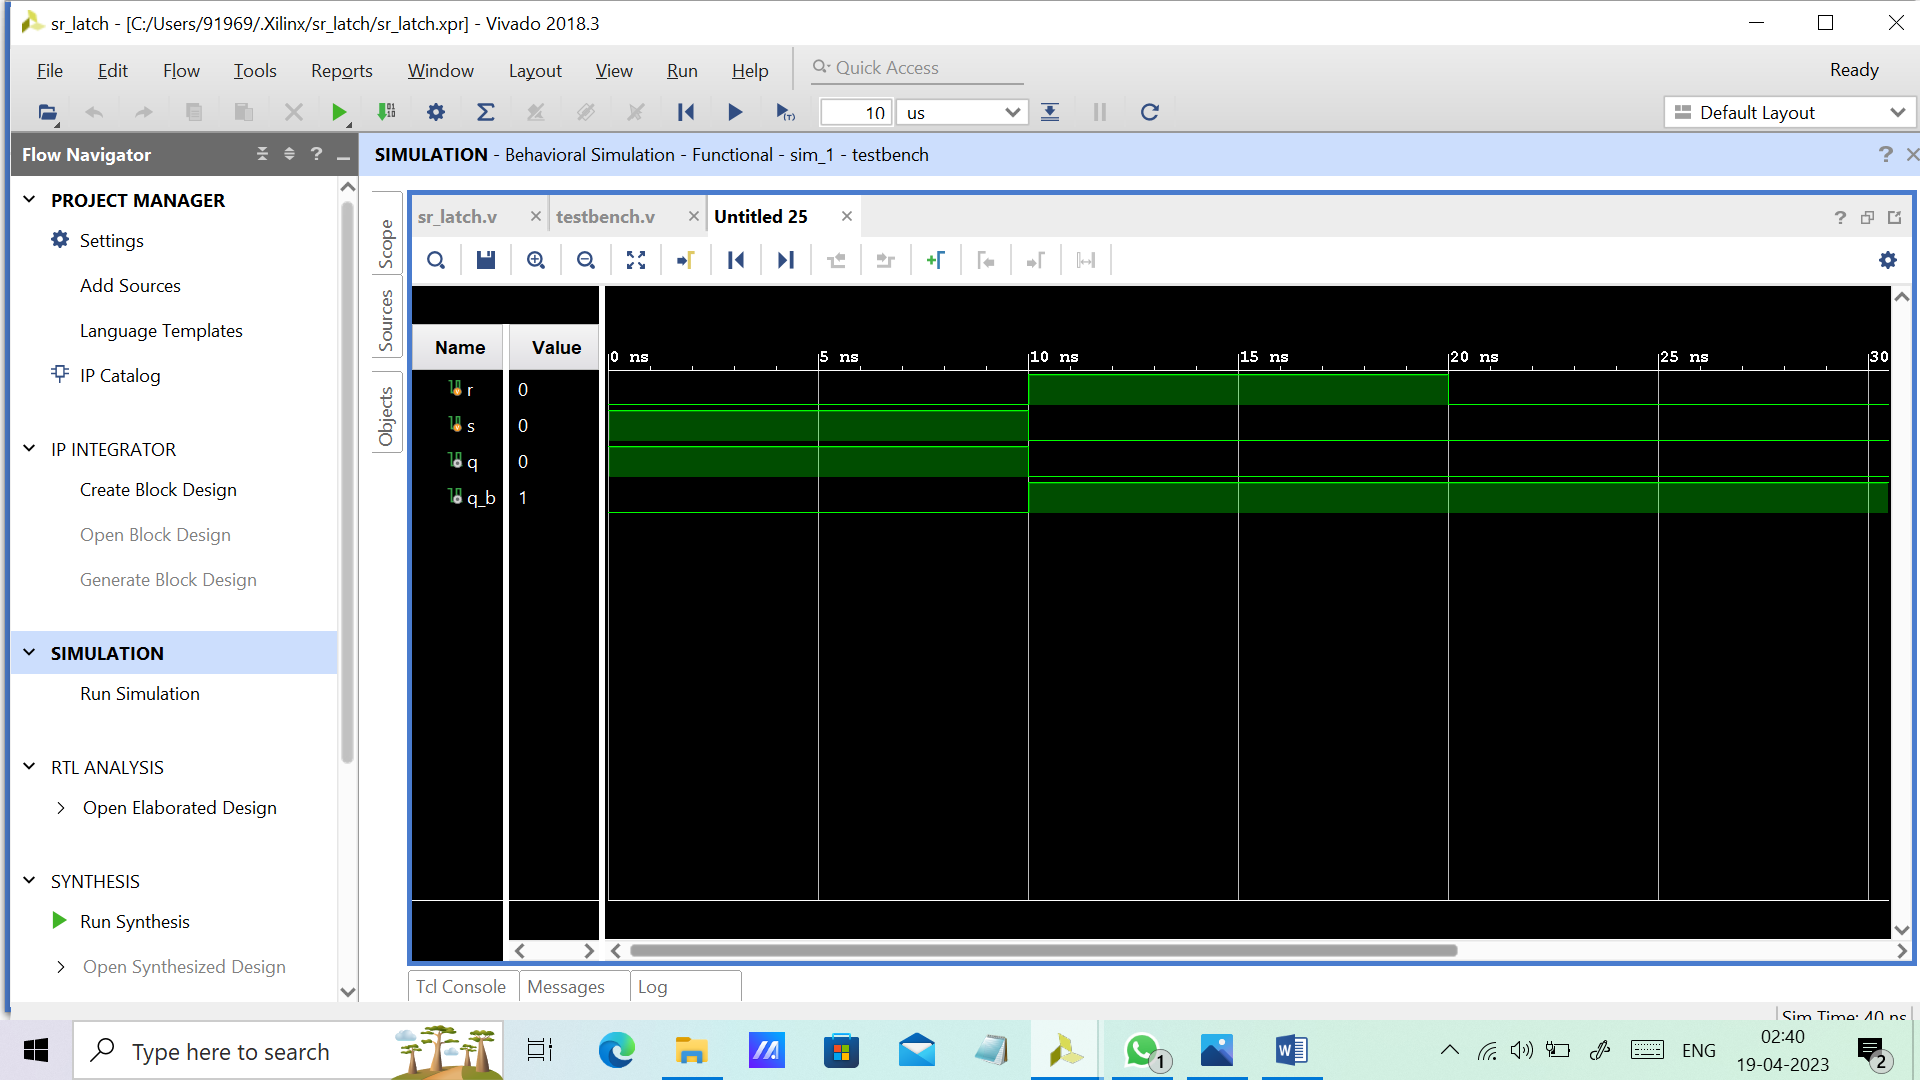 sr_latch - [C:/Users/91969/.Xilinx/sr_latch/sr_latch.xpr] - Vivado 2018.3
File Edit Flow Tools Reports Window Layout View Run Help Quick Access Ready
10 us Default Layout
Flow Navigator
SIMULATION - Behavioral Simulation - Functional - sim_1 - testbench
PROJECT MANAGER
Settings
Add Sources
Language Templates
IP Catalog
IP INTEGRATOR
Create Block Design
Open Block Design
Generate Block Design
SIMULATION
Run Simulation
RTL ANALYSIS
Open Elaborated Design
SYNTHESIS
Run Synthesis
Open Synthesized Design
Scope
Sources
Objects
sr_latch.v testbench.v Untitled 25
Name Value
0 ns 5 ns 10 ns 15 ns 20 ns 25 ns 30
r 0
s 0
q 0
q_b 1
Tcl Console Messages Log
Sim Time: 40 ns
Type here to search
1
ENG
02:40
19-04-2023
2